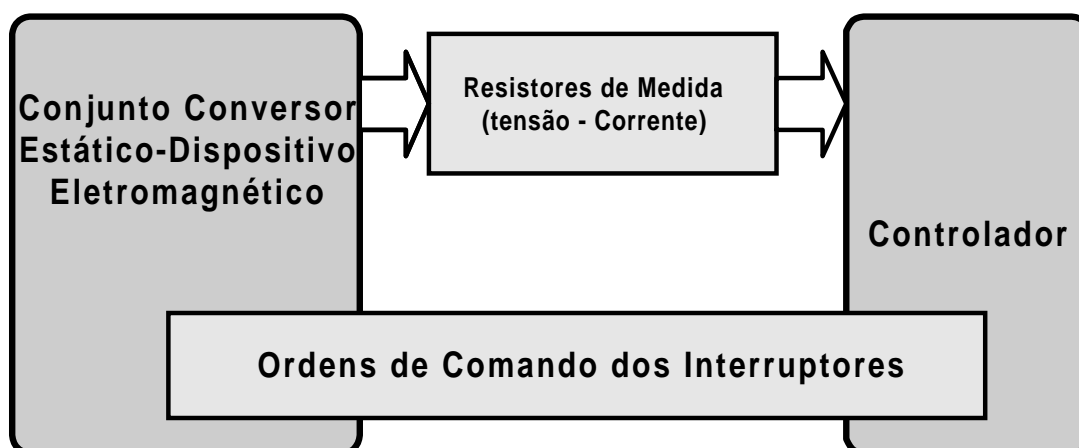 Conjunto Conversor
Estático-Dispositivo
Eletromagnético
Resistores de Medida
(tensão - Corrente)
Controlador
Ordens de Comando dos Interruptores